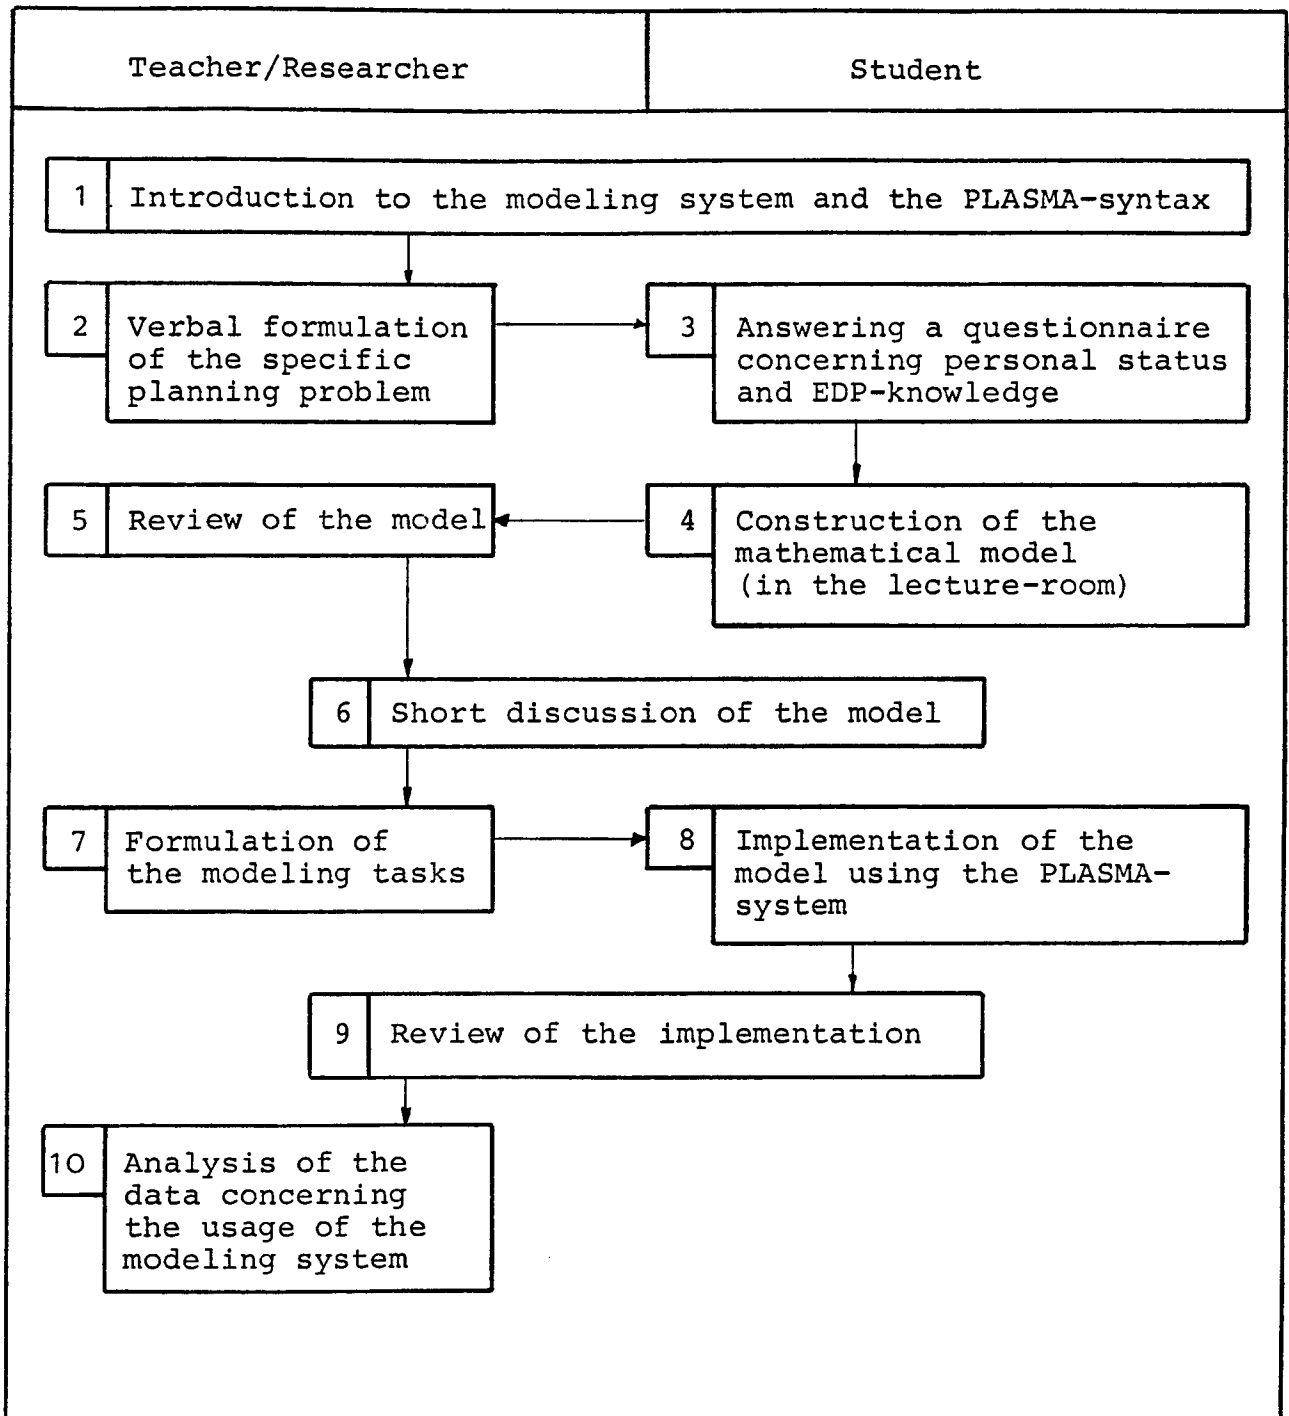 Teacher/Researcher
Student
1 Introduction to the modeling system and the PLASMA-syntax
2 Verbal formulation
of the specific
planning problem
3 Answering a questionnaire
concerning personal status
and EDP-knowledge
5 Review of the model
4 Construction of the
mathematical model
(in the lecture-room)
6 Short discussion of the model
7 Formulation of
the modeling tasks
8 Implementation of the
model using the PLASMA-
system
9 Review of the implementation
10 Analysis of the
data concerning
the usage of the
modeling system